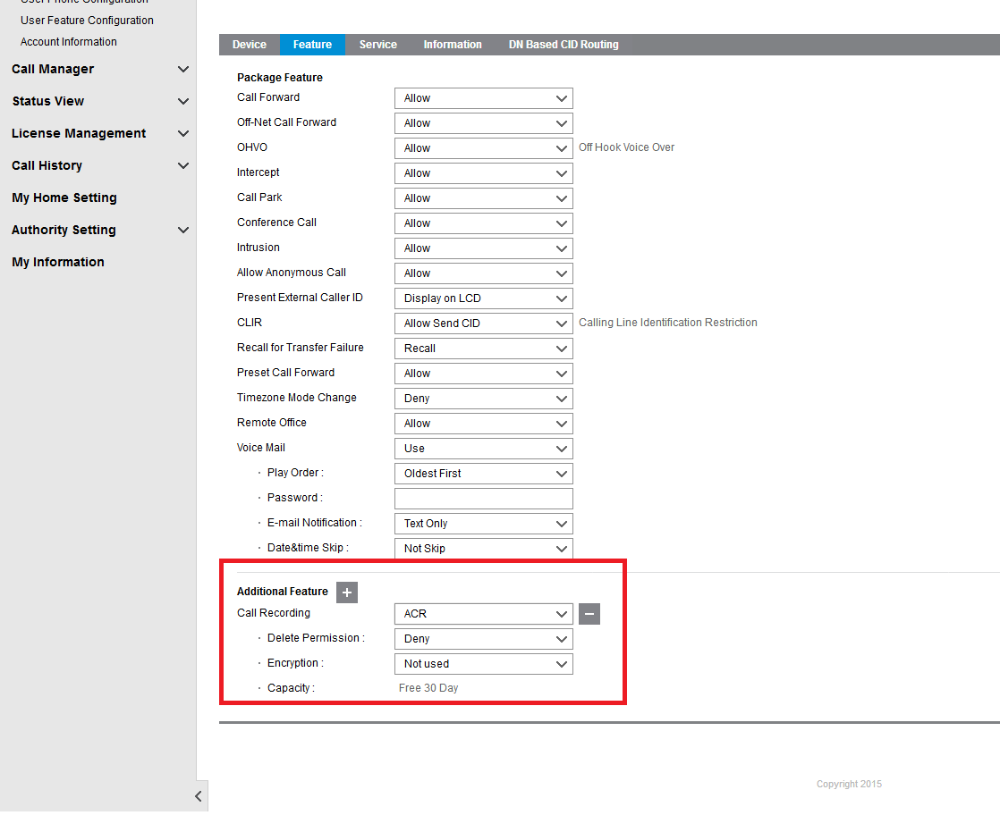 User Phone Configuration
User Feature Configuration
Account Information
Call Manager
Status View
License Management
Call History
My Home Setting
Authority Setting
My Information
Device Feature Service Information DN Based CID Routing
Package Feature
Call Forward Allow
Off-Net Call Forward Allow
OHVO Allow Off Hook Voice Over
Intercept Allow
Call Park Allow
Conference Call Allow
Intrusion Allow
Allow Anonymous Call Allow
Present External Caller ID Display on LCD
CLIR Allow Send CID Calling Line Identification Restriction
Recall for Transfer Failure Recall
Preset Call Forward Allow
Timezone Mode Change Deny
Remote Office Allow
Voice Mail Use
· Play Order : Oldest First
· Password :
· E-mail Notification : Text Only
· Date&time Skip : Not Skip
Additional Feature +
Call Recording ACR −
· Delete Permission : Deny
· Encryption : Not used
· Capacity : Free 30 Day
Copyright 2015